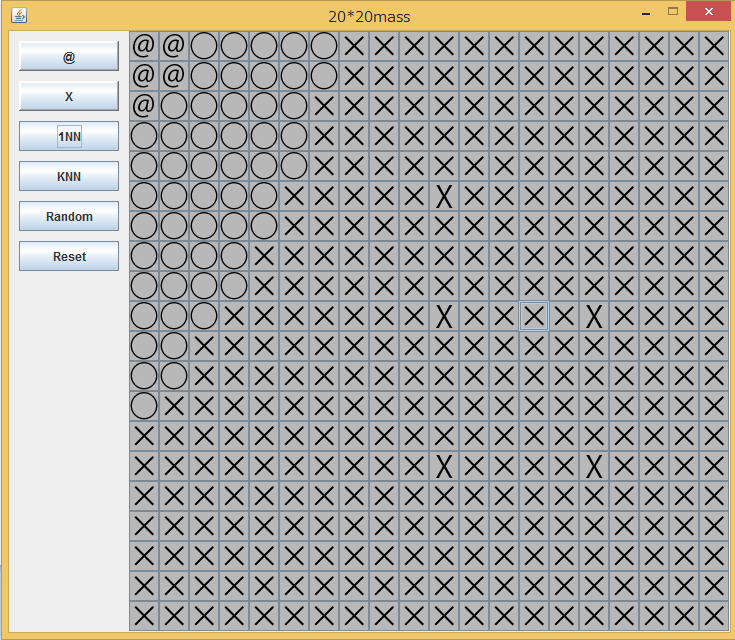 20*20mass
@
X
1NN
KNN
Random
Reset
@ @ ○ ○ ○ ○ ○ × × × × × × × × × × × × ×
@ @ ○ ○ ○ ○ ○ × × × × × × × × × × × × ×
@ ○ ○ ○ ○ ○ × × × × × × × × × × × × × ×
○ ○ ○ ○ ○ ○ × × × × × × × × × × × × × ×
○ ○ ○ ○ ○ ○ × × × × × × × × × × × × × ×
○ ○ ○ ○ ○ × × × × × X × × × × × × × × ×
○ ○ ○ ○ ○ × × × × × × × × × × × × × × ×
○ ○ ○ ○ × × × × × × × × × × × × × × × ×
○ ○ ○ ○ × × × × × × × × × × × × × × × ×
○ ○ ○ × × × × × × × X × × × × X × × × ×
○ ○ × × × × × × × × × × × × × × × × × ×
○ ○ × × × × × × × × × × × × × × × × × ×
○ × × × × × × × × × × × × × × × × × × ×
× × × × × × × × × × × × × × × × × × × ×
× × × × × × × × × × X × × × × X × × × ×
× × × × × × × × × × × × × × × × × × × ×
× × × × × × × × × × × × × × × × × × × ×
× × × × × × × × × × × × × × × × × × × ×
× × × × × × × × × × × × × × × × × × × ×
× × × × × × × × × × × × × × × × × × × ×